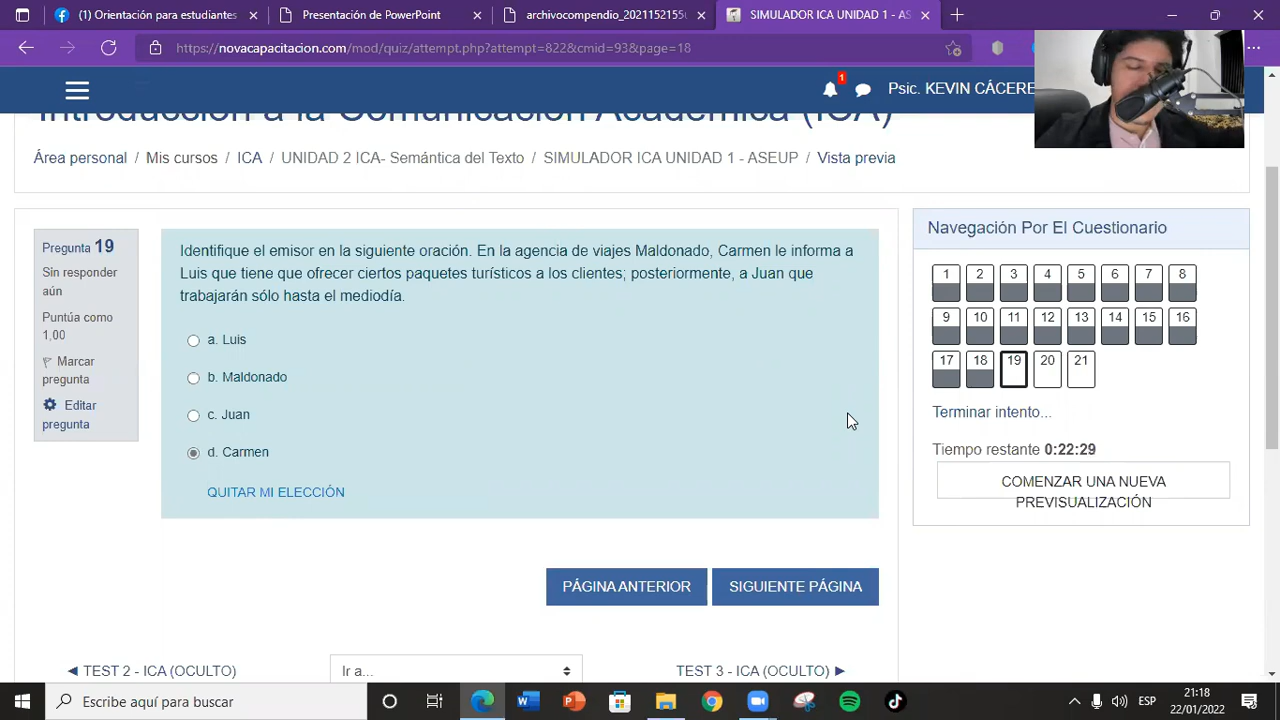 (1) Orientación para estudiantes
Presentación de PowerPoint
archivocompendio_2021152155
SIMULADOR ICA UNIDAD 1 - ASE
https://novacapacitacion.com/mod/quiz/attempt.php?attempt=822&cmid=93&page=18
1
Psic. KEVIN CÁCERE
Introducción a la Comunicación Académica (ICA)
Área personal / Mis cursos / ICA / UNIDAD 2 ICA- Semántica del Texto / SIMULADOR ICA UNIDAD 1 - ASEUP / Vista previa
Pregunta 19
Sin responder
aún
Puntúa como
1,00
Marcar
pregunta
Editar
pregunta
Identifique el emisor en la siguiente oración. En la agencia de viajes Maldonado, Carmen le informa a
Luis que tiene que ofrecer ciertos paquetes turísticos a los clientes; posteriormente, a Juan que
trabajarán sólo hasta el mediodía.
a. Luis
b. Maldonado
c. Juan
d. Carmen
QUITAR MI ELECCIÓN
PÁGINA ANTERIOR
SIGUIENTE PÁGINA
Navegación Por El Cuestionario
1 2 3 4 5 6 7 8
9 10 11 12 13 14 15 16
17 18 19 20 21
Terminar intento...
Tiempo restante 0:22:29
COMENZAR UNA NUEVA
PREVISUALIZACIÓN
◄ TEST 2 - ICA (OCULTO)
Ir a...
TEST 3 - ICA (OCULTO) ►
Escribe aquí para buscar
ESP
21:18
22/01/2022